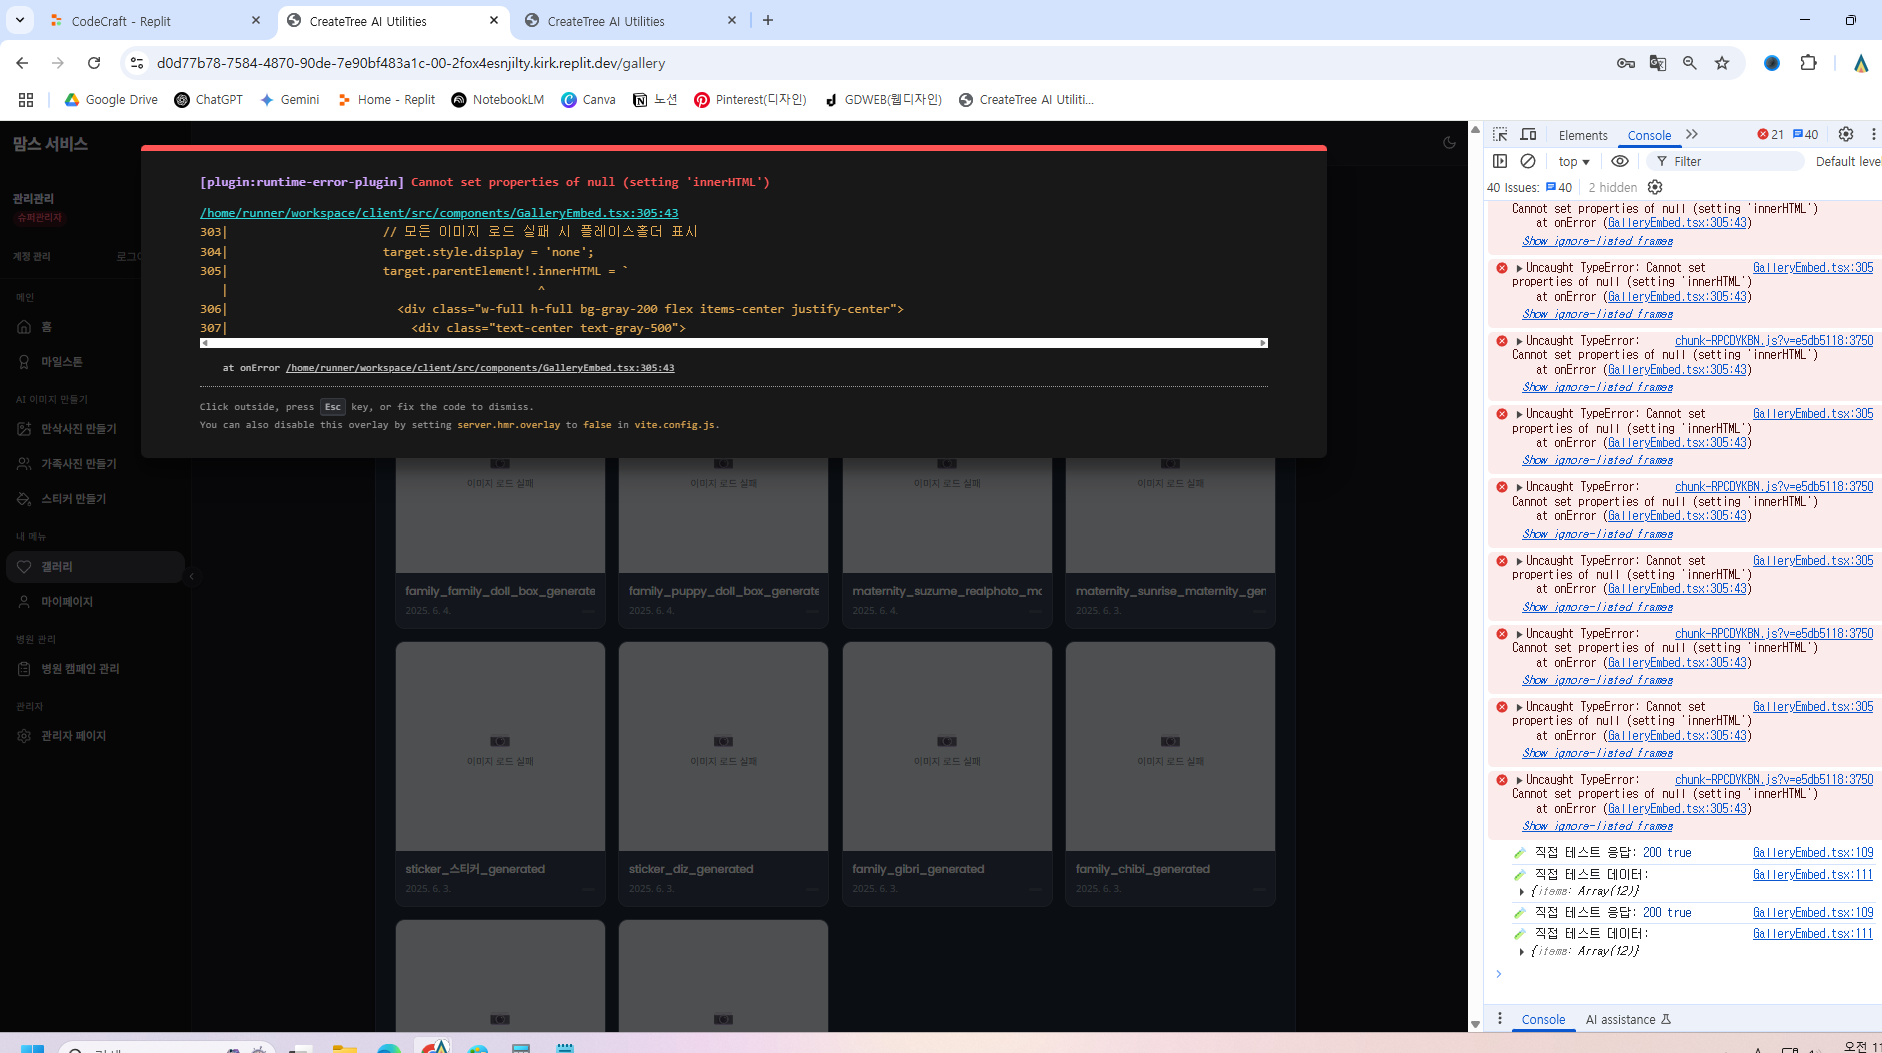 CodeCraft - Replit
CreateTree AI Utilities
CreateTree AI Utilities
d0d77b78-7584-4870-90de-7e90bf483a1c-00-2fox4esnjilty.kirk.replit.dev/gallery
Google Drive
ChatGPT
Gemini
Home - Replit
NotebookLM
Canva
노션
Pinterest(디자인)
GDWEB(웹디자인)
CreateTree AI Utiliti...
맘스 서비스
관리관리
슈퍼관리자
계정 관리
메인
홈
마일스톤
AI 이미지 만들기
만삭사진 만들기
가족사진 만들기
스티커 만들기
내 메뉴
갤러리
마이페이지
병원 관리
병원 캠페인 관리
관리자
관리자 페이지
[plugin:runtime-error-plugin] Cannot set properties of null (setting 'innerHTML')
/home/runner/workspace/client/src/components/GalleryEmbed.tsx:305:43
303| // 모든 이미지 로드 실패 시 플레이스홀더 표시
304| target.style.display = 'none';
305| target.parentElement!.innerHTML = `
| ^
306| <div class="w-full h-full bg-gray-200 flex items-center justify-center">
307| <div class="text-center text-gray-500">
at onError /home/runner/workspace/client/src/components/GalleryEmbed.tsx:305:43
Click outside, press Esc key, or fix the code to dismiss.
You can also disable this overlay by setting server.hmr.overlay to false in vite.config.js.
이미지 로드 실패 이미지 로드 실패 이미지 로드 실패 이미지 로드 실패
family_family_doll_box_generate family_puppy_doll_box_generate maternity_suzume_realphoto_mc maternity_sunrise_maternity_gen
2025. 6. 4. 2025. 6. 4. 2025. 6. 4. 2025. 6. 3.
이미지 로드 실패 이미지 로드 실패 이미지 로드 실패 이미지 로드 실패
sticker_스티커_generated sticker_diz_generated family_gibri_generated family_chibi_generated
2025. 6. 3. 2025. 6. 3. 2025. 6. 3. 2025. 6. 3.
Elements Console 21 40
top Filter Default leve
40 Issues: 40 2 hidden
Cannot set properties of null (setting 'innerHTML')
at onError (GalleryEmbed.tsx:305:43)
Show ignore-listed frames
Uncaught TypeError: Cannot set GalleryEmbed.tsx:305
properties of null (setting 'innerHTML')
at onError (GalleryEmbed.tsx:305:43)
Show ignore-listed frames
Uncaught TypeError: chunk-RPCDYKBN.js?v=e5db5118:3750
Cannot set properties of null (setting 'innerHTML')
at onError (GalleryEmbed.tsx:305:43)
Show ignore-listed frames
Uncaught TypeError: Cannot set GalleryEmbed.tsx:305
properties of null (setting 'innerHTML')
at onError (GalleryEmbed.tsx:305:43)
Show ignore-listed frames
Uncaught TypeError: chunk-RPCDYKBN.js?v=e5db5118:3750
Cannot set properties of null (setting 'innerHTML')
at onError (GalleryEmbed.tsx:305:43)
Show ignore-listed frames
Uncaught TypeError: Cannot set GalleryEmbed.tsx:305
properties of null (setting 'innerHTML')
at onError (GalleryEmbed.tsx:305:43)
Show ignore-listed frames
Uncaught TypeError: chunk-RPCDYKBN.js?v=e5db5118:3750
Cannot set properties of null (setting 'innerHTML')
at onError (GalleryEmbed.tsx:305:43)
Show ignore-listed frames
Uncaught TypeError: Cannot set GalleryEmbed.tsx:305
properties of null (setting 'innerHTML')
at onError (GalleryEmbed.tsx:305:43)
Show ignore-listed frames
Uncaught TypeError: chunk-RPCDYKBN.js?v=e5db5118:3750
Cannot set properties of null (setting 'innerHTML')
at onError (GalleryEmbed.tsx:305:43)
Show ignore-listed frames
직접 테스트 응답: 200 true GalleryEmbed.tsx:109
직접 테스트 데이터: GalleryEmbed.tsx:111
{items: Array(12)}
직접 테스트 응답: 200 true GalleryEmbed.tsx:109
직접 테스트 데이터: GalleryEmbed.tsx:111
{items: Array(12)}
Console AI assistance
오전 11